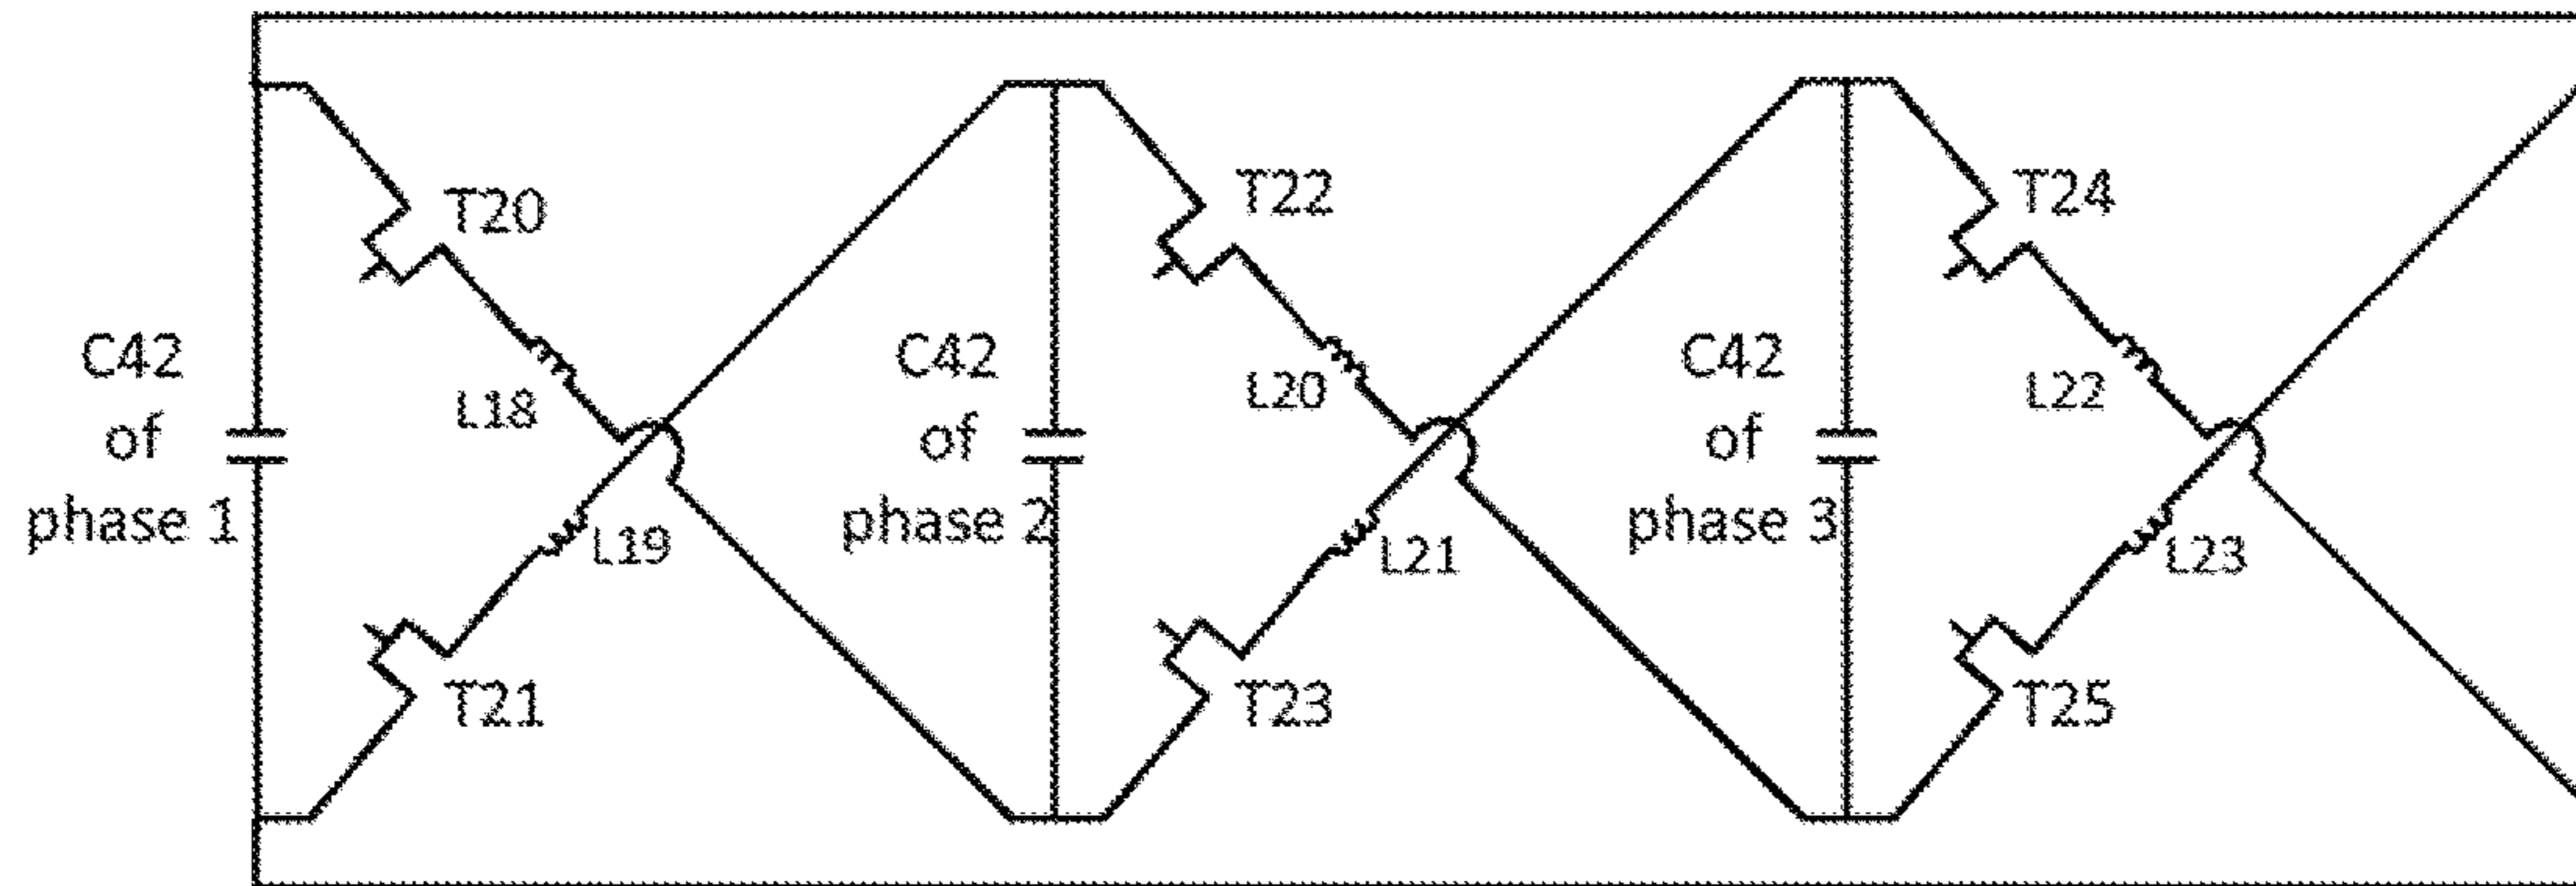 T20
T22
T24
C42
of
phase 1
L18
C42
of
phase 2
L20
C42
of
phase 3
L22
L19
L21
L23
T21
T23
T25